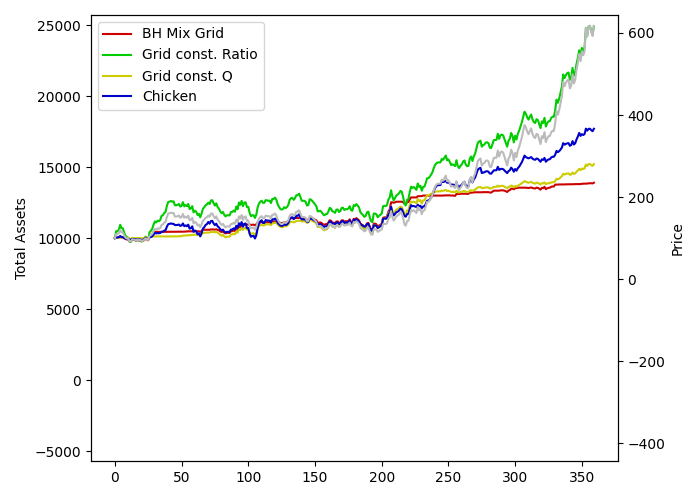 BH Mix Grid
Grid const. Ratio
Grid const. Q
Chicken
Total Assets
25000
20000
15000
10000
5000
0
−5000
600
400
200
0
−200
−400
Price
0 50 100 150 200 250 300 350